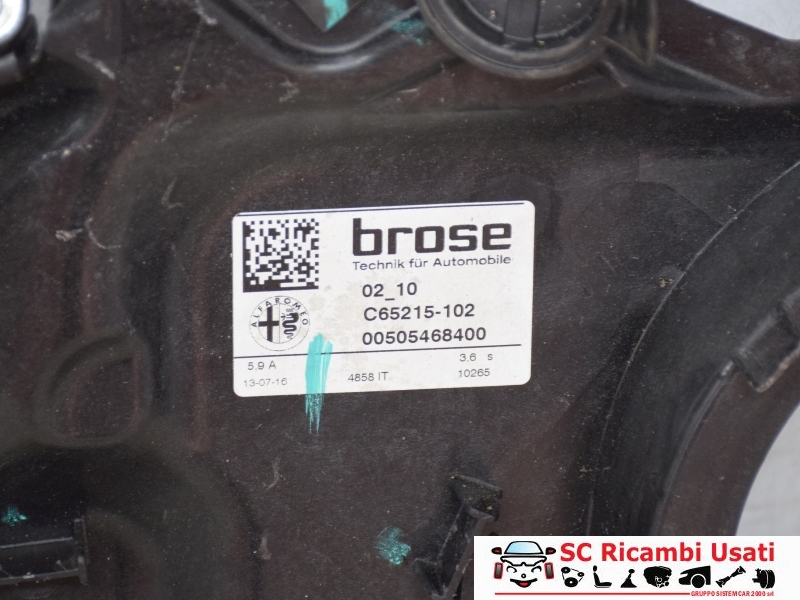 brose
Technik für Automobile
ALFA ROMEO
02_10
C65215-102
00505468400
5.9 A
3.6 s
13-07-16
4858 IT
10265
SC Ricambi Usati
GRUPPO SISTEMCAR 2000 srl